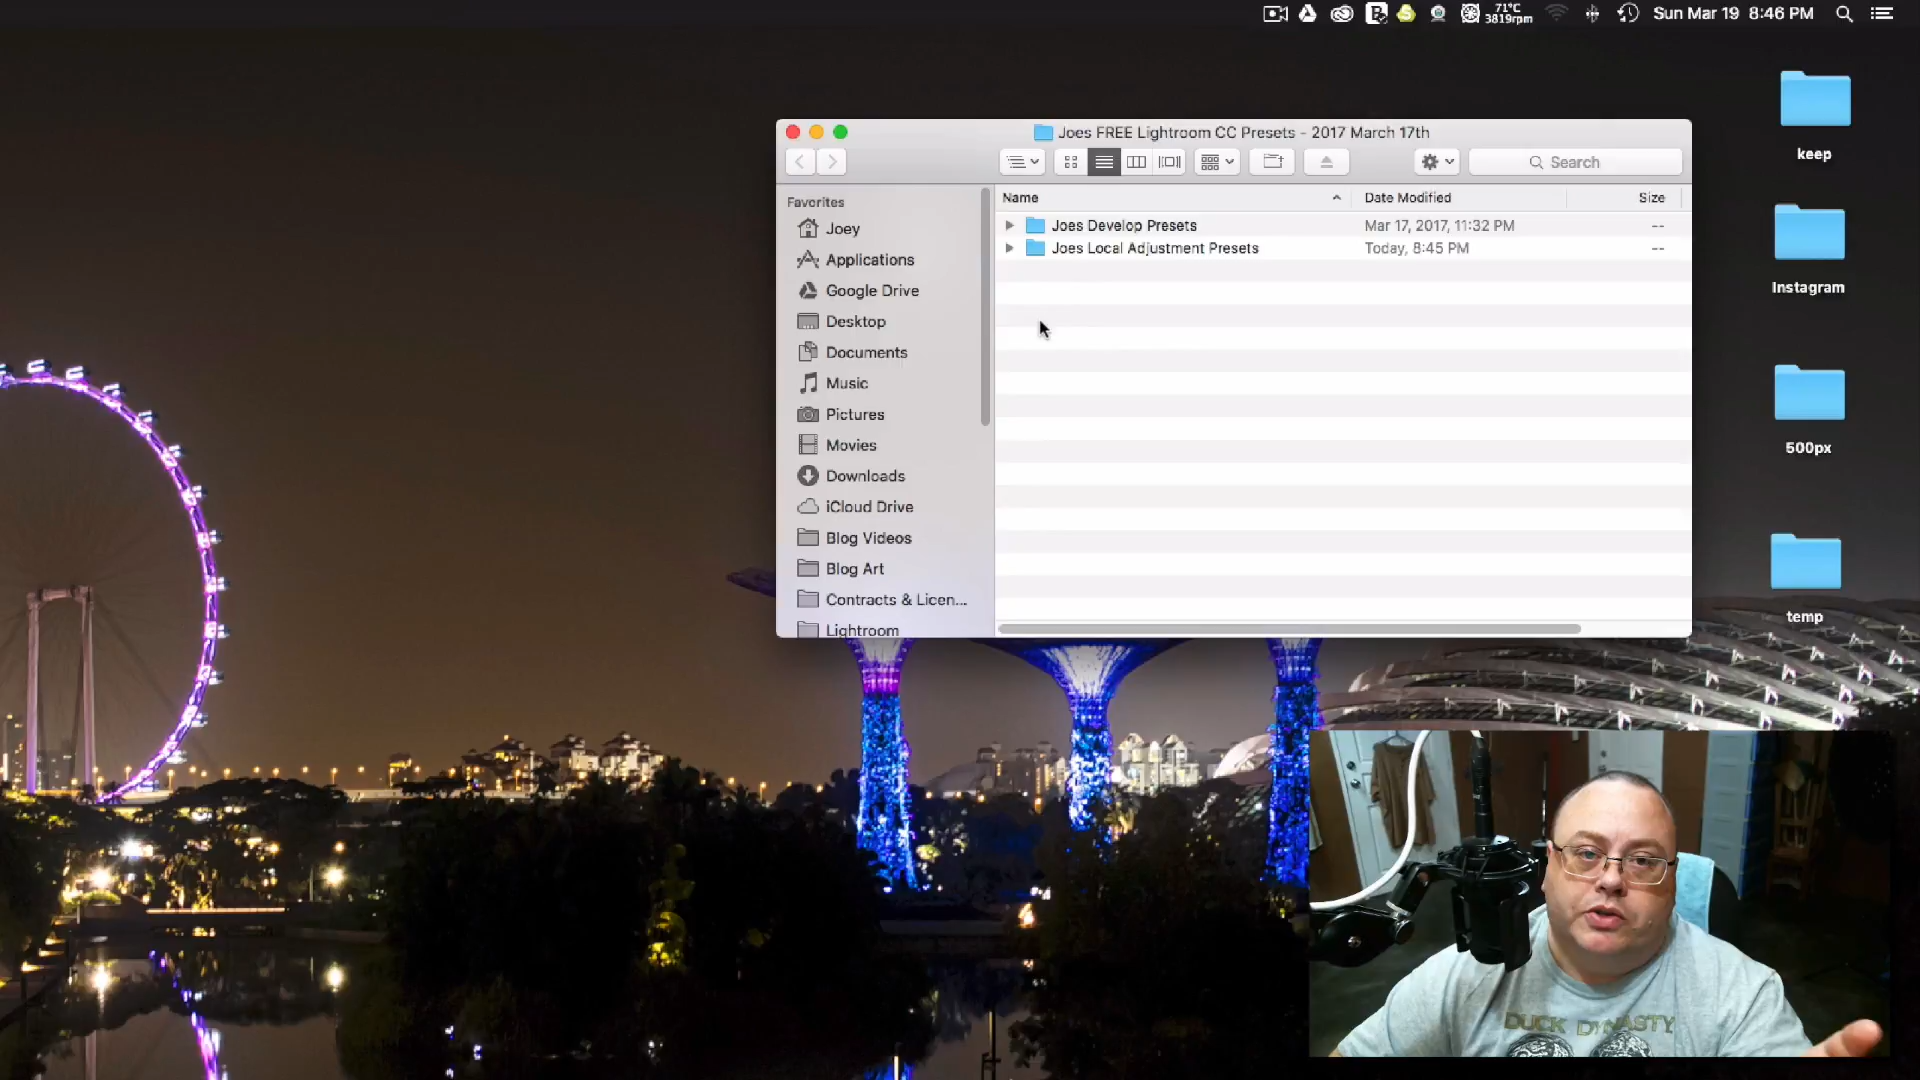 71°C
3819rpm
Sun Mar 19 8:46 PM
Joes FREE Lightroom CC Presets - 2017 March 17th
Search
Favorites
Joey
Applications
Google Drive
Desktop
Documents
Music
Pictures
Movies
Downloads
iCloud Drive
Blog Videos
Blog Art
Contracts & Licen...
Lightroom
Name
Date Modified
Size
Joes Develop Presets
Mar 17, 2017, 11:32 PM
--
Joes Local Adjustment Presets
Today, 8:45 PM
--
keep
Instagram
500px
temp
DUCK DYNASTY